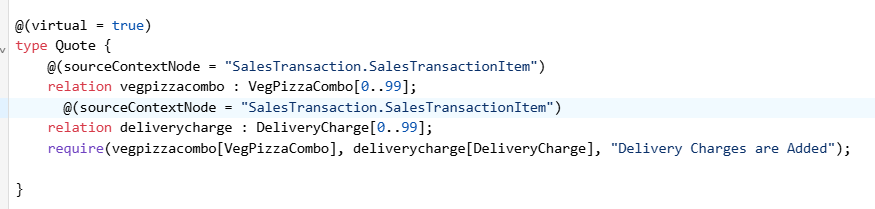 @(virtual = true)
type Quote {
    @(sourceContextNode = "SalesTransaction.SalesTransactionItem")
    relation vegpizzacombo : VegPizzaCombo[0..99];
      @(sourceContextNode = "SalesTransaction.SalesTransactionItem")
    relation deliverycharge : DeliveryCharge[0..99];
    require(vegpizzacombo[VegPizzaCombo], deliverycharge[DeliveryCharge], "Delivery Charges are Added");
}